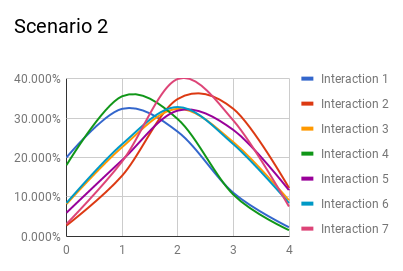 Scenario 2
40.000%
30.000%
20.000%
10.000%
0.000%
0 1 2 3 4
Interaction 1
Interaction 2
Interaction 3
Interaction 4
Interaction 5
Interaction 6
Interaction 7